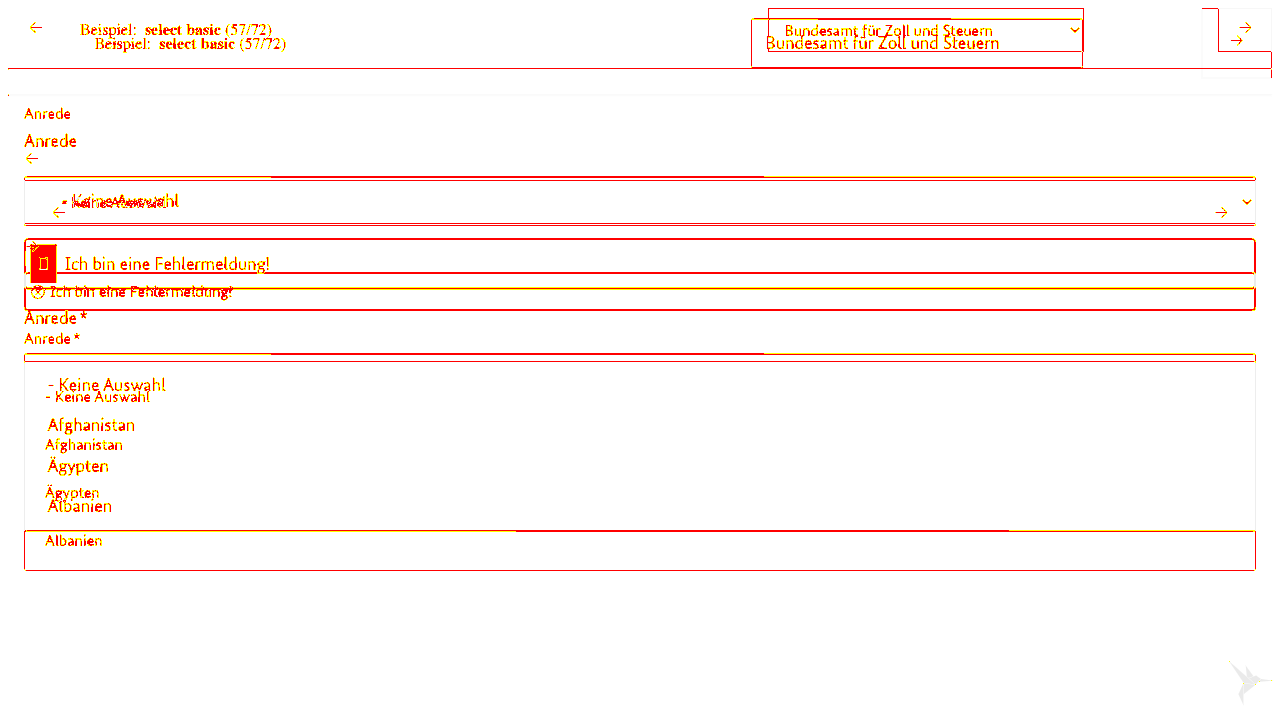 Beispiel: select basic (57/72)
Beispiel: select basic (57/72)
Bundesamt für Zoll und Steuern
Bundesamt für Zoll und Steuern
Anrede
Anrede
- Keine Auswahl
- Keine Auswahl
Ich bin eine Fehlermeldung!
Ich bin eine Fehlermeldung!
Anrede *
Anrede *
- Keine Auswahl
- Keine Auswahl
Afghanistan
Afghanistan
Ägypten
Ägypten
Albanien
Albanien